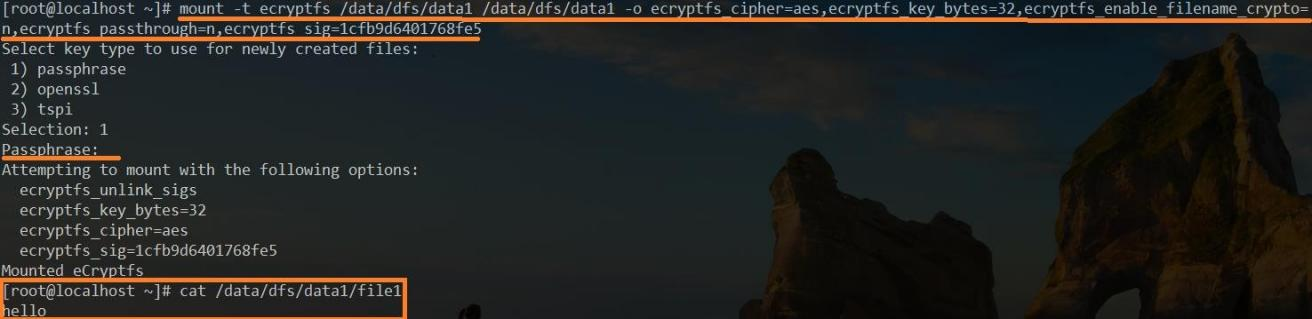 [root@localhost ~]# mount -t ecryptfs /data/dfs/data1 /data/dfs/data1 -o ecryptfs_cipher=aes,ecryptfs_key_bytes=32,ecryptfs_enable_filename_crypto=
n,ecryptfs_passthrough=n,ecryptfs_sig=1cfb9d6401768fe5
Select key type to use for newly created files:
 1) passphrase
 2) openssl
 3) tspi
Selection: 1
Passphrase:
Attempting to mount with the following options:
  ecryptfs_unlink_sigs
  ecryptfs_key_bytes=32
  ecryptfs_cipher=aes
  ecryptfs_sig=1cfb9d6401768fe5
Mounted eCryptfs
[root@localhost ~]# cat /data/dfs/data1/file1
hello